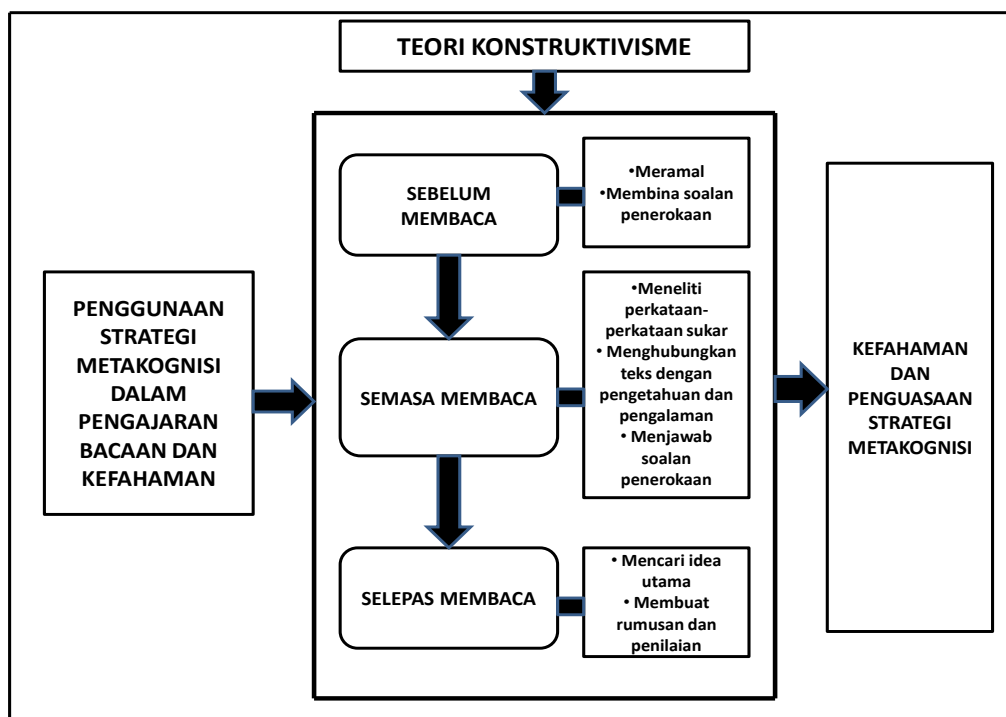 TEORI KONSTRUKTIVISME
PENGGUNAAN
STRATEGI
METAKOGNISI
DALAM
PENGAJARAN
BACAAN DAN
KEFAHAMAN
SEBELUM
MEMBACA
•Meramal
•Membina soalan
penerokaan
SEMASA MEMBACA
•Meneliti
perkataan-
perkataan sukar
• Menghubungkan
teks dengan
pengetahuan dan
pengalaman
• Menjawab
soalan
penerokaan
SELEPAS MEMBACA
• Mencari idea
utama
• Membuat
rumusan dan
penilaian
KEFAHAMAN
DAN
PENGUASAAN
STRATEGI
METAKOGNISI